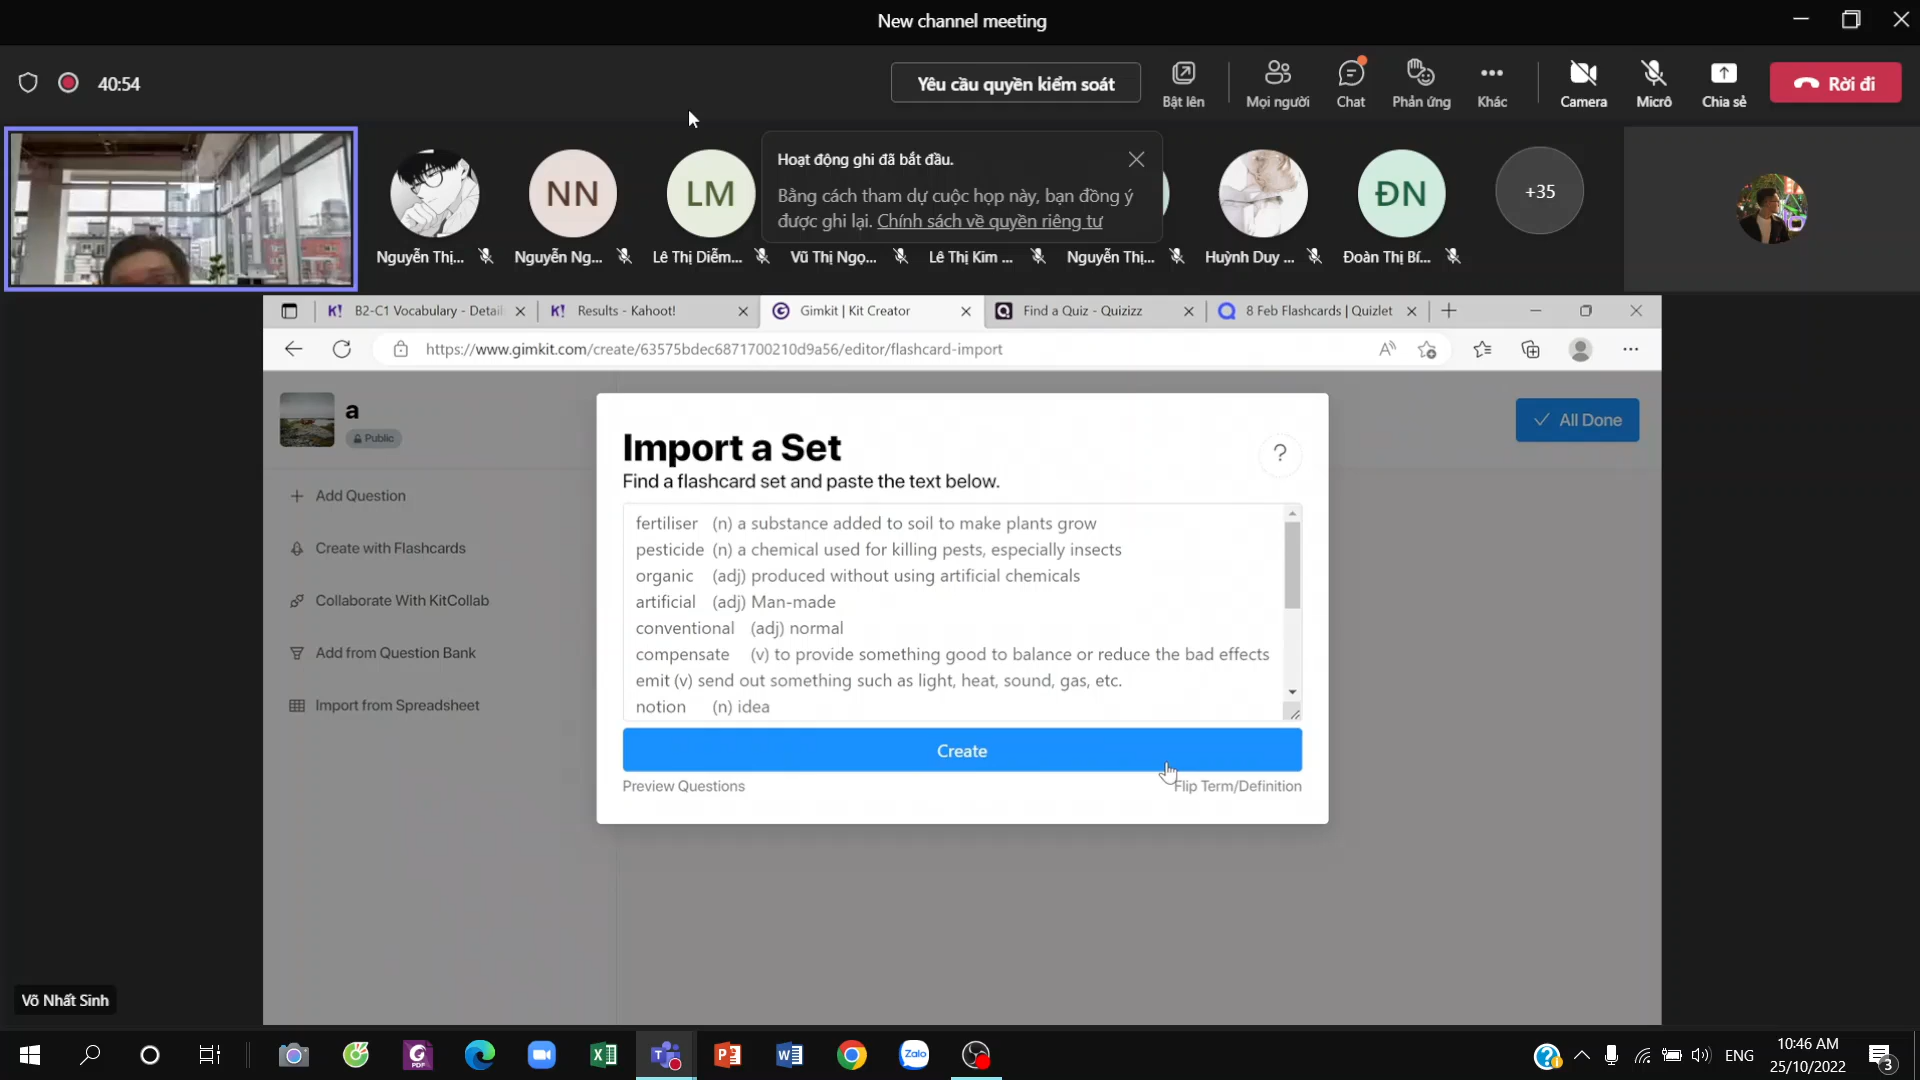 New channel meeting
40:54
Yêu cầu quyền kiểm soát
Bật lên
Mọi người
Chat
Phản ứng
Khác
Camera
Micrô
Chia sẻ
Rời đi
NN
LM
ĐN
+35
Hoạt động ghi đã bắt đầu.
Bằng cách tham dự cuộc họp này, bạn đồng ý
được ghi lại. Chính sách về quyền riêng tư
Nguyễn Thị...
Nguyễn Ng...
Lê Thị Diễm...
Vũ Thị Ngọ...
Lê Thị Kim ...
Nguyễn Thị...
Huỳnh Duy ...
Đoàn Thị Bí...
K! B2-C1 Vocabulary - Detail
K! Results - Kahoot!
Gimkit | Kit Creator
Find a Quiz - Quizizz
8 Feb Flashcards | Quizlet
https://www.gimkit.com/create/63575bdec6871700210d9a56/editor/flashcard-import
a
Public
All Done
Add Question
Create with Flashcards
Collaborate With KitCollab
Add from Question Bank
Import from Spreadsheet
Import a Set
?
Find a flashcard set and paste the text below.
fertiliser (n) a substance added to soil to make plants grow
pesticide (n) a chemical used for killing pests, especially insects
organic (adj) produced without using artificial chemicals
artificial (adj) Man-made
conventional (adj) normal
compensate (v) to provide something good to balance or reduce the bad effects
emit (v) send out something such as light, heat, sound, gas, etc.
notion (n) idea
Create
Preview Questions
Flip Term/Definition
Võ Nhất Sinh
PDF
Zalo
ENG
10:46 AM
25/10/2022
3